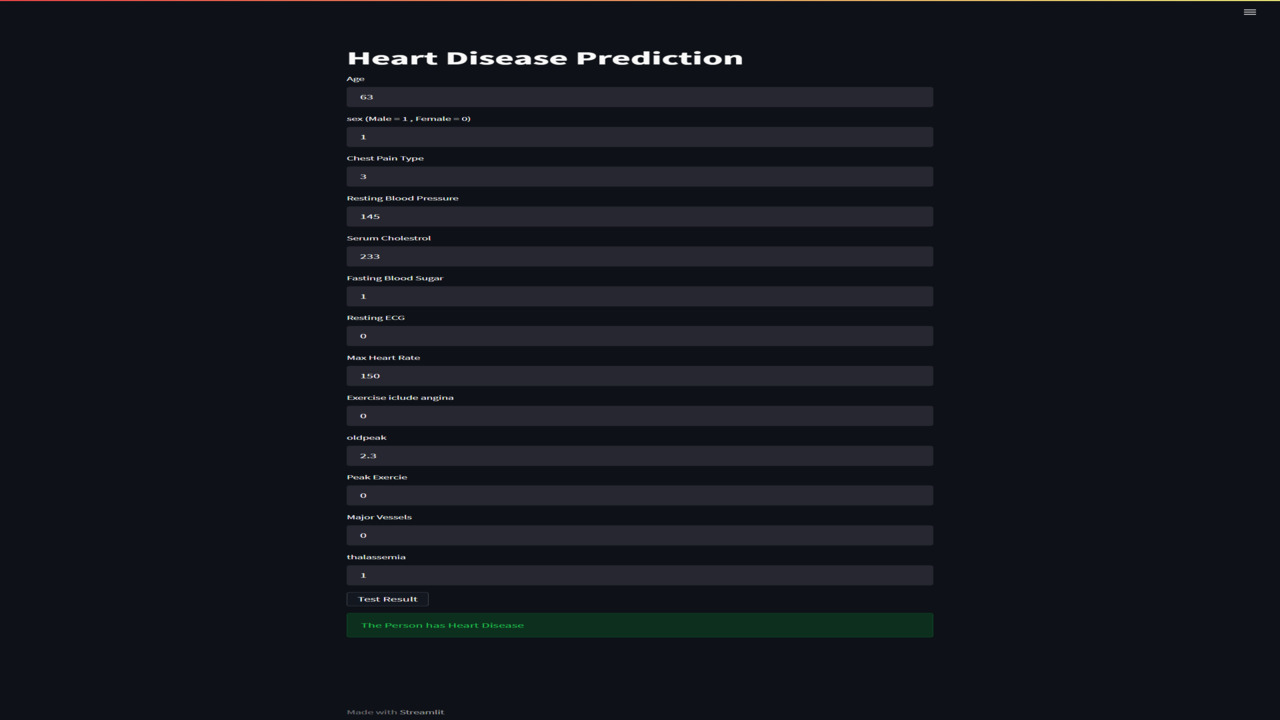 Heart Disease Prediction
Age
63
sex (Male = 1 , Female = 0)
1
Chest Pain Type
3
Resting Blood Pressure
145
Serum Cholestrol
233
Fasting Blood Sugar
1
Resting ECG
0
Max Heart Rate
150
Exercise iclude angina
0
oldpeak
2.3
Peak Exercie
0
Major Vessels
0
thalassemia
1
Test Result
The Person has Heart Disease
Made with Streamlit